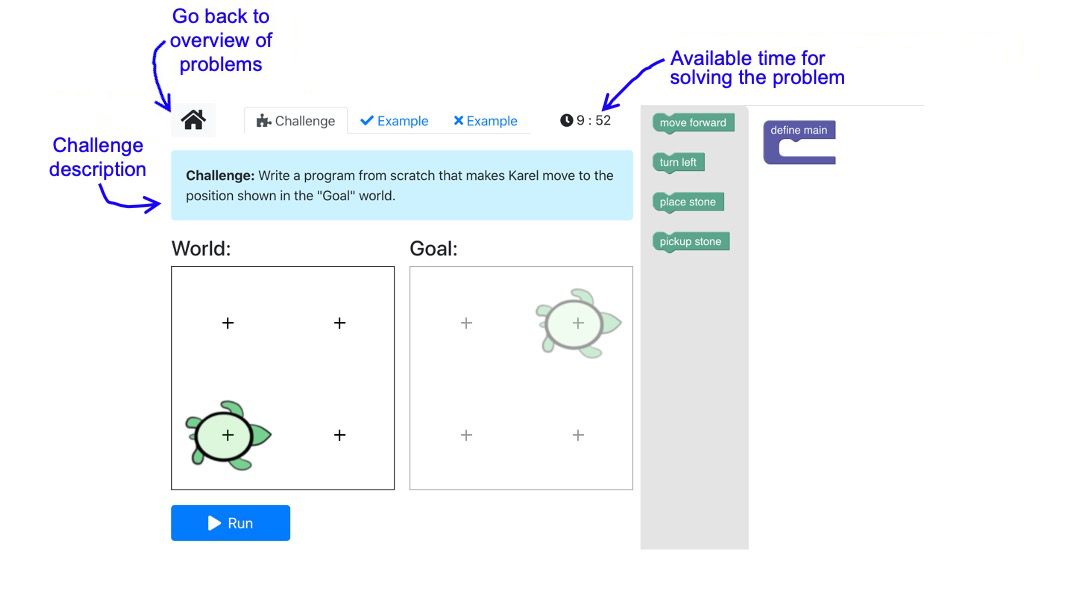 Go back to
overview of
problems
Available time for
solving the problem
Challenge
description
Challenge
Example
Example
9 : 52
Challenge: Write a program from scratch that makes Karel move to the
position shown in the "Goal" world.
World:
Goal:
Run
move forward
turn left
place stone
pickup stone
define main